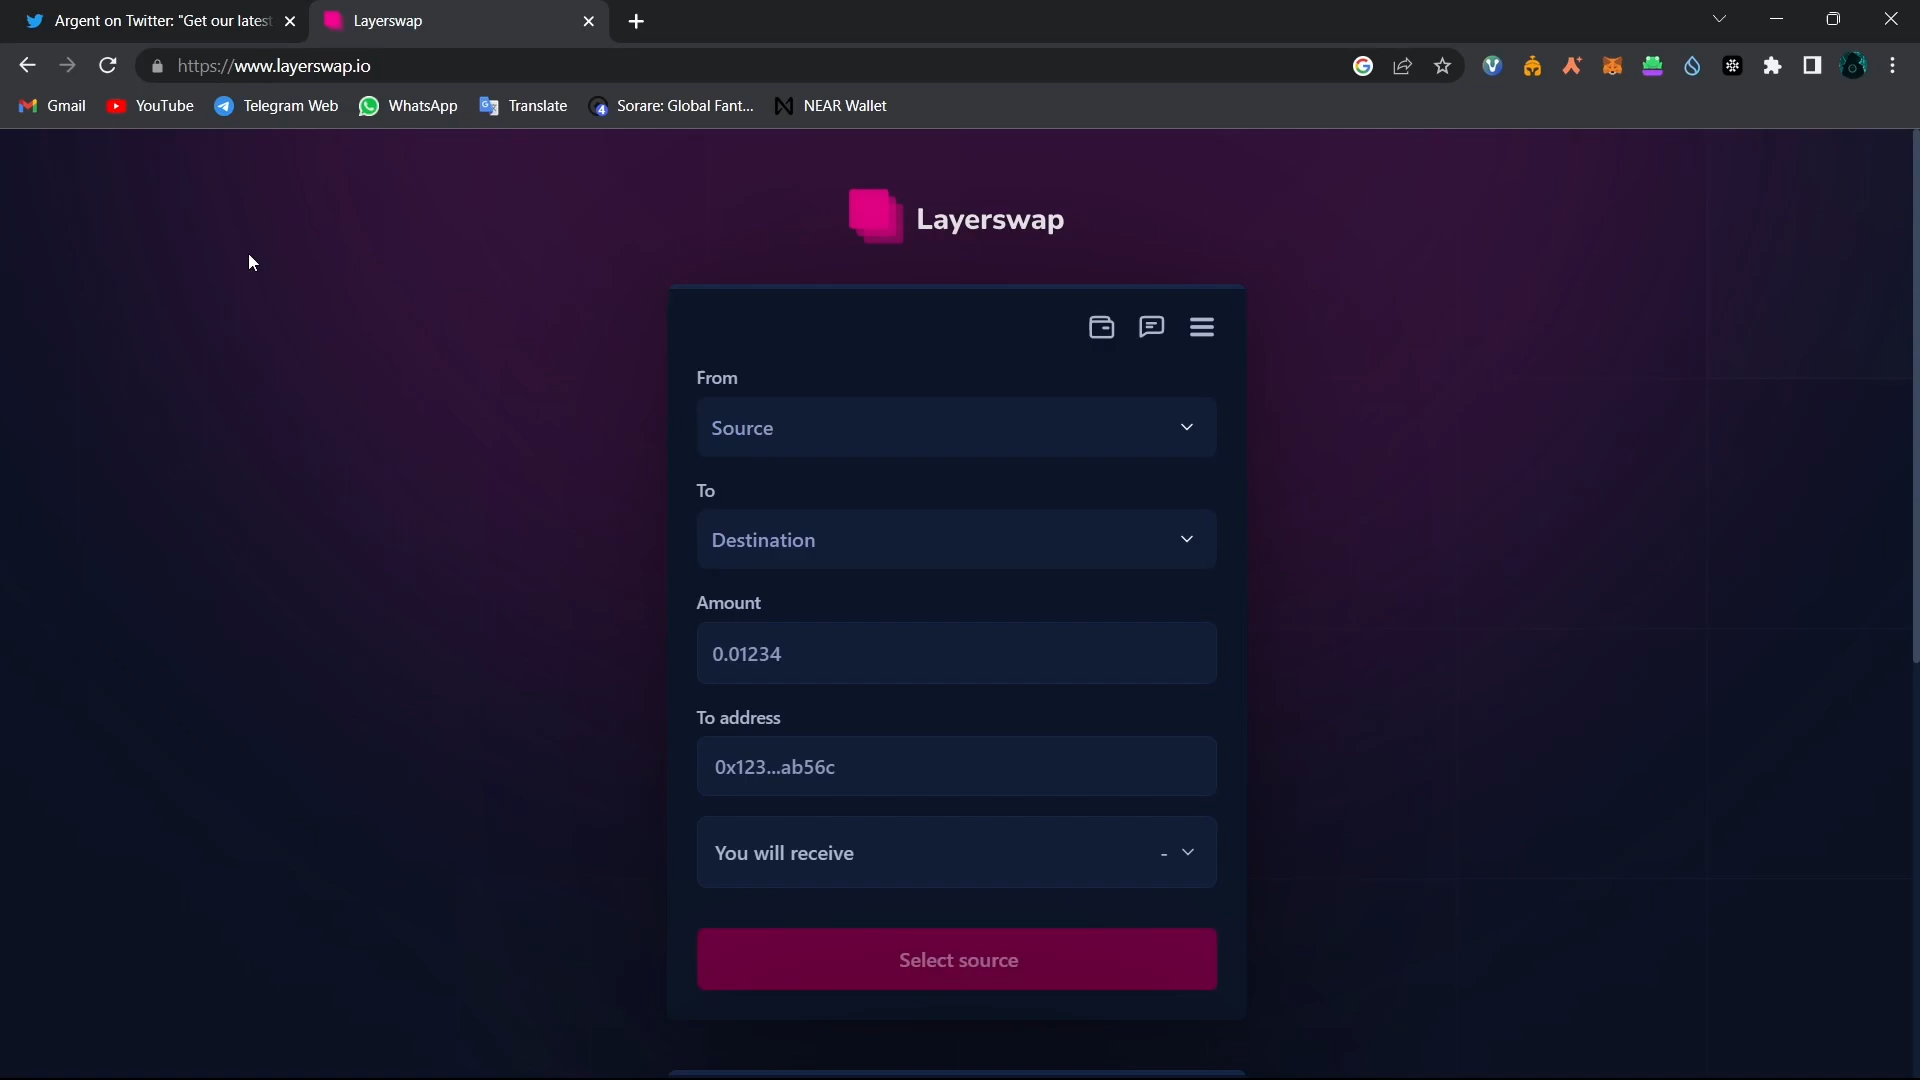 Argent on Twitter: "Get our latest
Layerswap
https://www.layerswap.io
Gmail
YouTube
Telegram Web
WhatsApp
Translate
Sorare: Global Fant...
NEAR Wallet
Layerswap
From
Source
To
Destination
Amount
0.01234
To address
0x123...ab56c
You will receive -
Select source